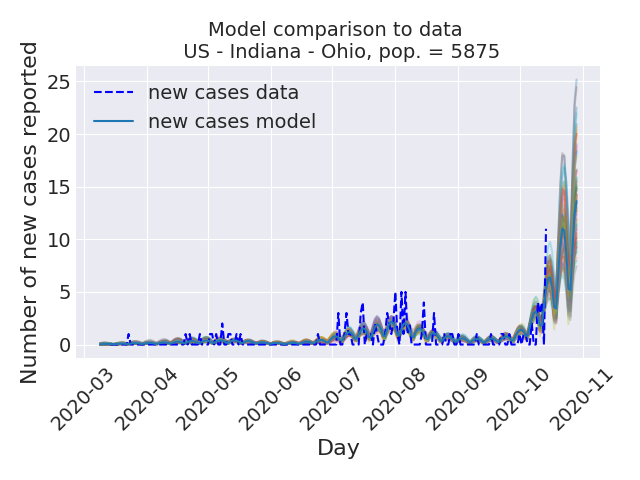 Model comparison to data
US - Indiana - Ohio, pop. = 5875
Number of new cases reported
25
20
15
10
5
0
new cases data
new cases model
2020-03
2020-04
2020-05
2020-06
2020-07
2020-08
2020-09
2020-10
2020-11
Day